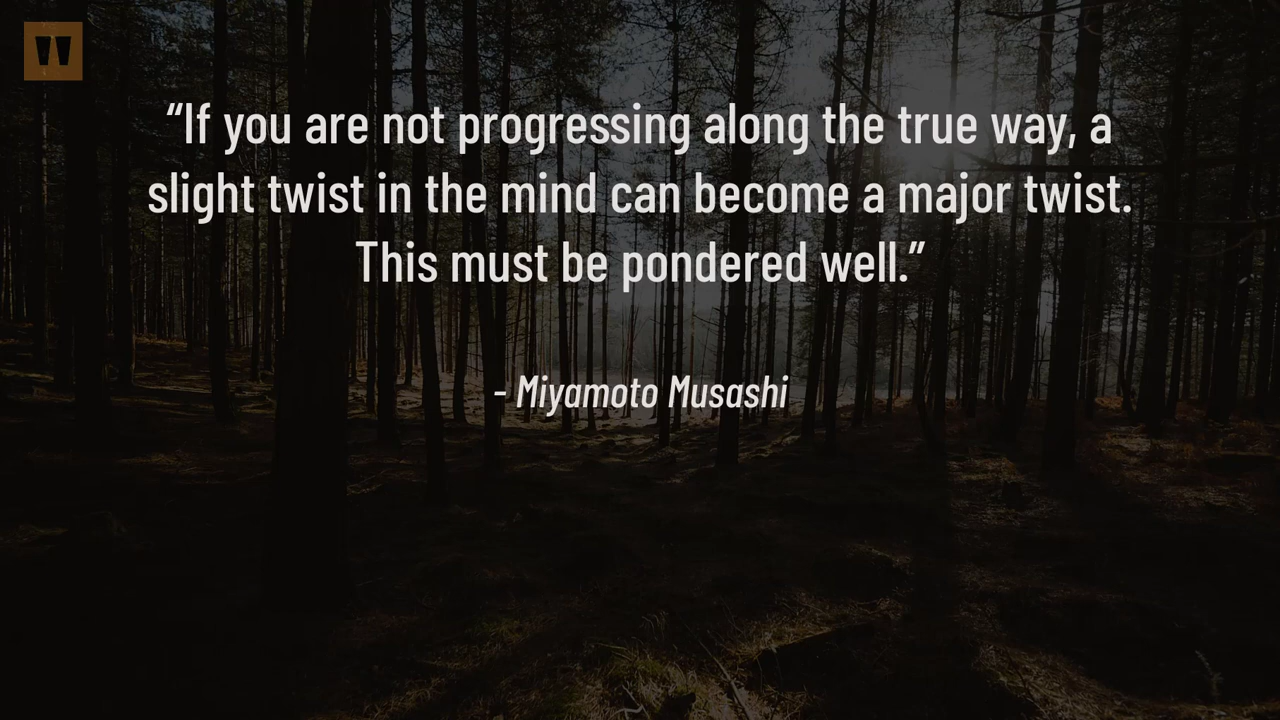 “If you are not progressing along the true way, a
slight twist in the mind can become a major twist.
This must be pondered well.”
- Miyamoto Musashi